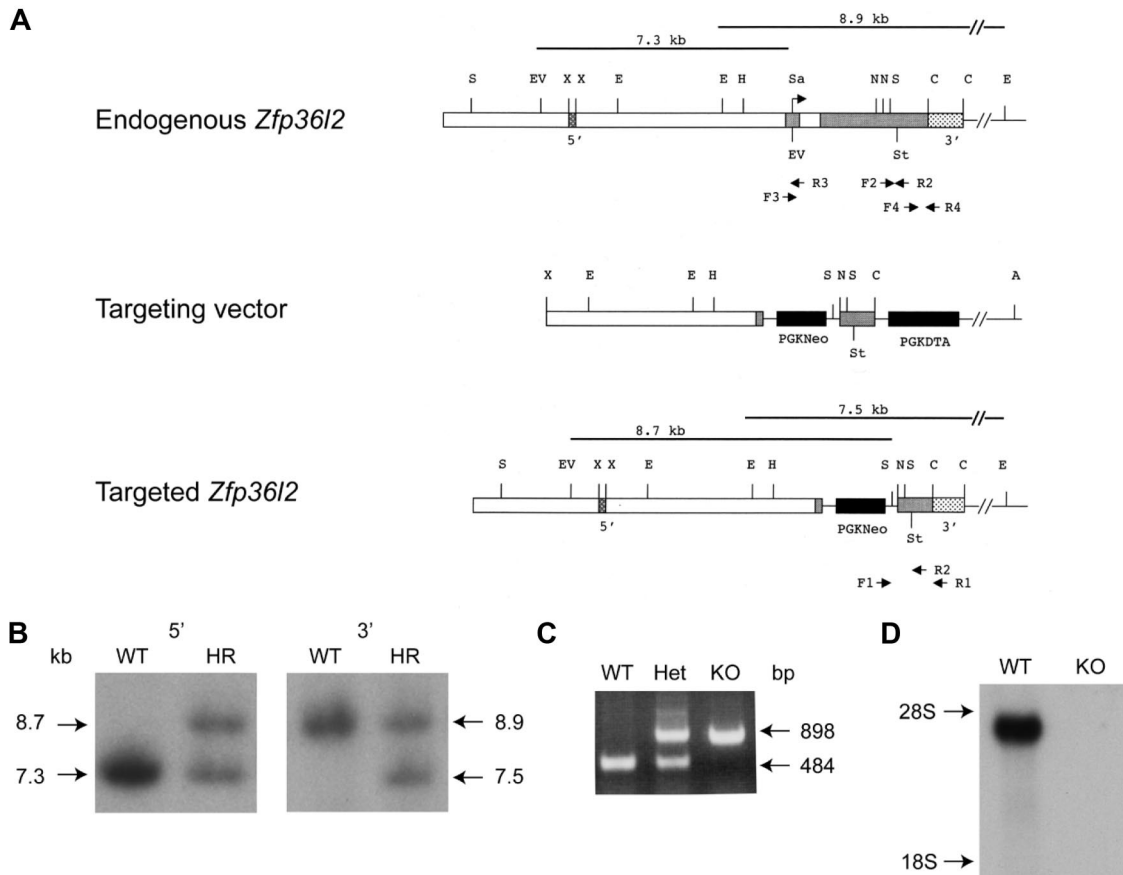 A
8.9 kb
7.3 kb
S EV X X E E H Sa N N S C C E
Endogenous Zfp36l2
5' EV St 3'
R3 F2 R2
F3 F4 R4
X E E H S N S C A
Targeting vector
PGKNeo St PGKDTA
7.5 kb
8.7 kb
S EV X X E E H S N S C C E
Targeted Zfp36l2
5' PGKNeo St 3'
R2
F1 R1
B 5' 3'
kb WT HR WT HR
8.7 8.9
7.3 7.5
C
WT Het KO bp
898
484
D
WT KO
28S
18S